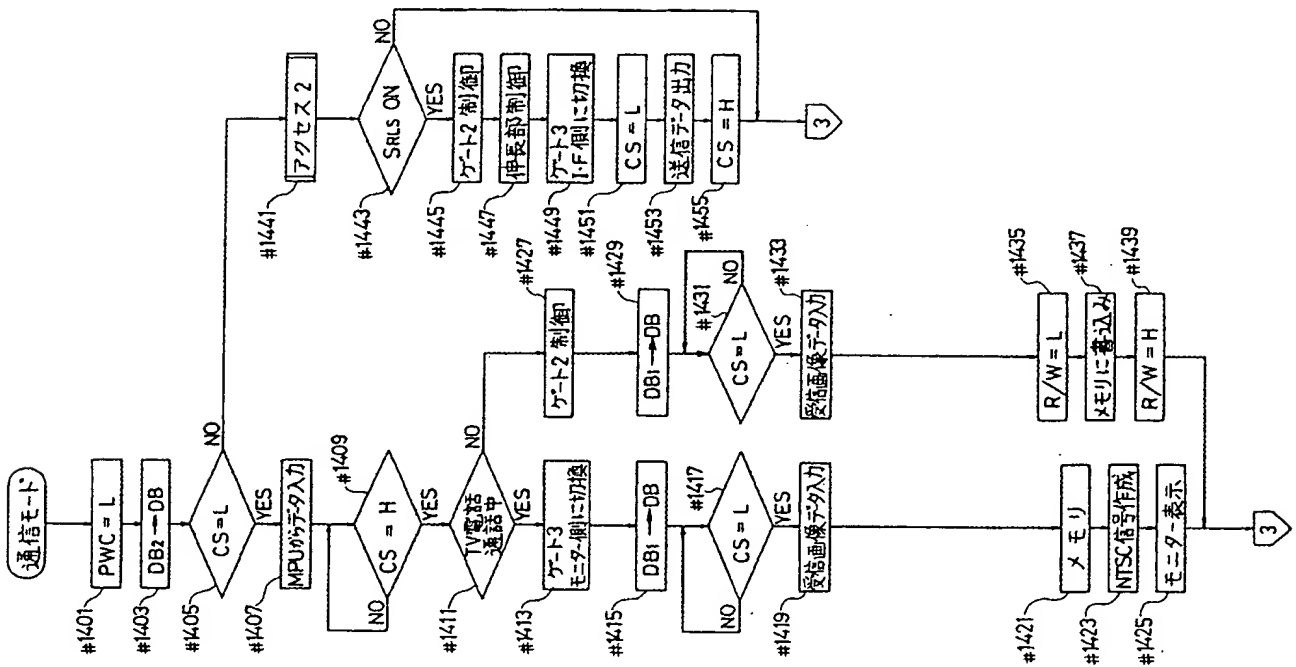 通信モード
#1401
PWC = L
#1403
DB2→DB
#1405
CS=L
NO
YES
#1407
MPUからデータ入力
#1409
CS = H
NO
YES
#1411
TV電話
通話中
NO
YES
#1413
ゲート3
モニター側に切換
#1415
DB1→DB
#1417
CS=L
NO
YES
#1419
受信画像データ入力
#1421
メモリ
#1423
NTSC信号作成
#1425
モニター表示
3
#1427
ゲート2 制御
#1429
DB1→DB
#1431
CS=L
NO
YES
#1433
受信画像データ入力
#1435
R/W=L
#1437
メモリに書込み
#1439
R/W=H
#1441
アクセス2
#1443
SRLS ON
NO
YES
#1445
ゲート2 制御
#1447
伸長部制御
#1449
ゲート3
I・F側に切換
#1451
CS=L
#1453
送信データ出力
#1455
CS=H
3